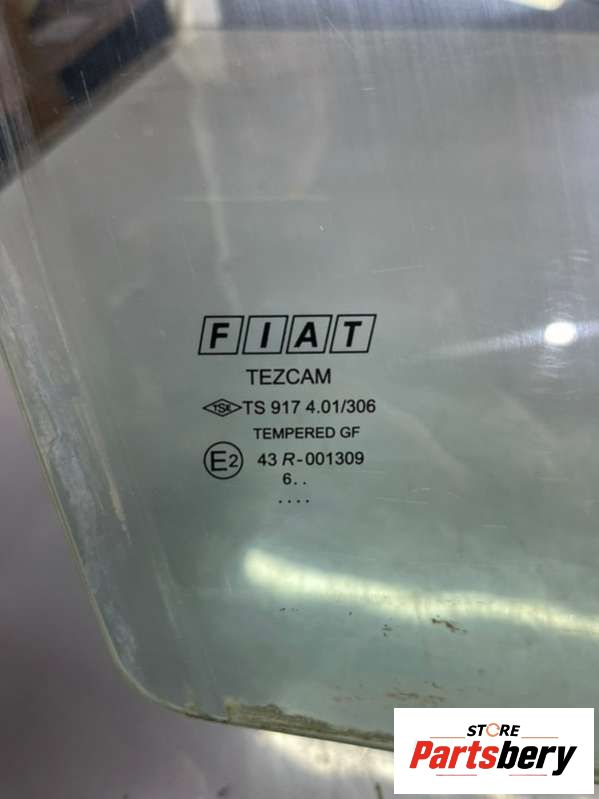 FIAT
TEZCAM
TSE TS 917 4.01/306
TEMPERED GF
E2 43 R-001309
6..
....
STORE
Partsbery